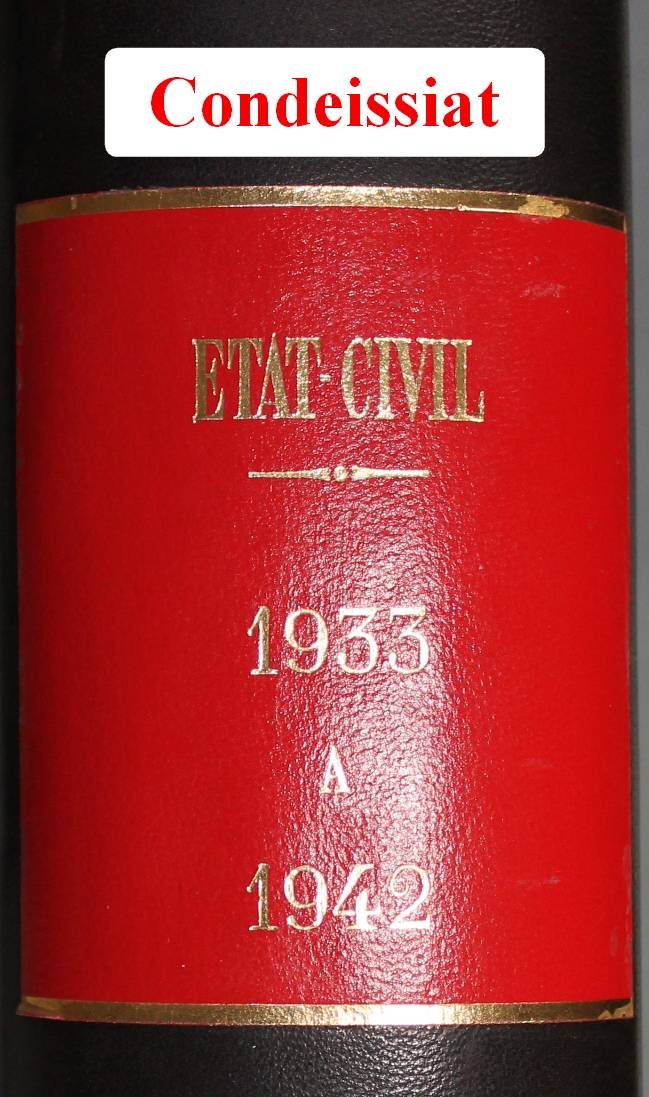 Condeissiat
ETAT-CIVIL
1933
A
1942